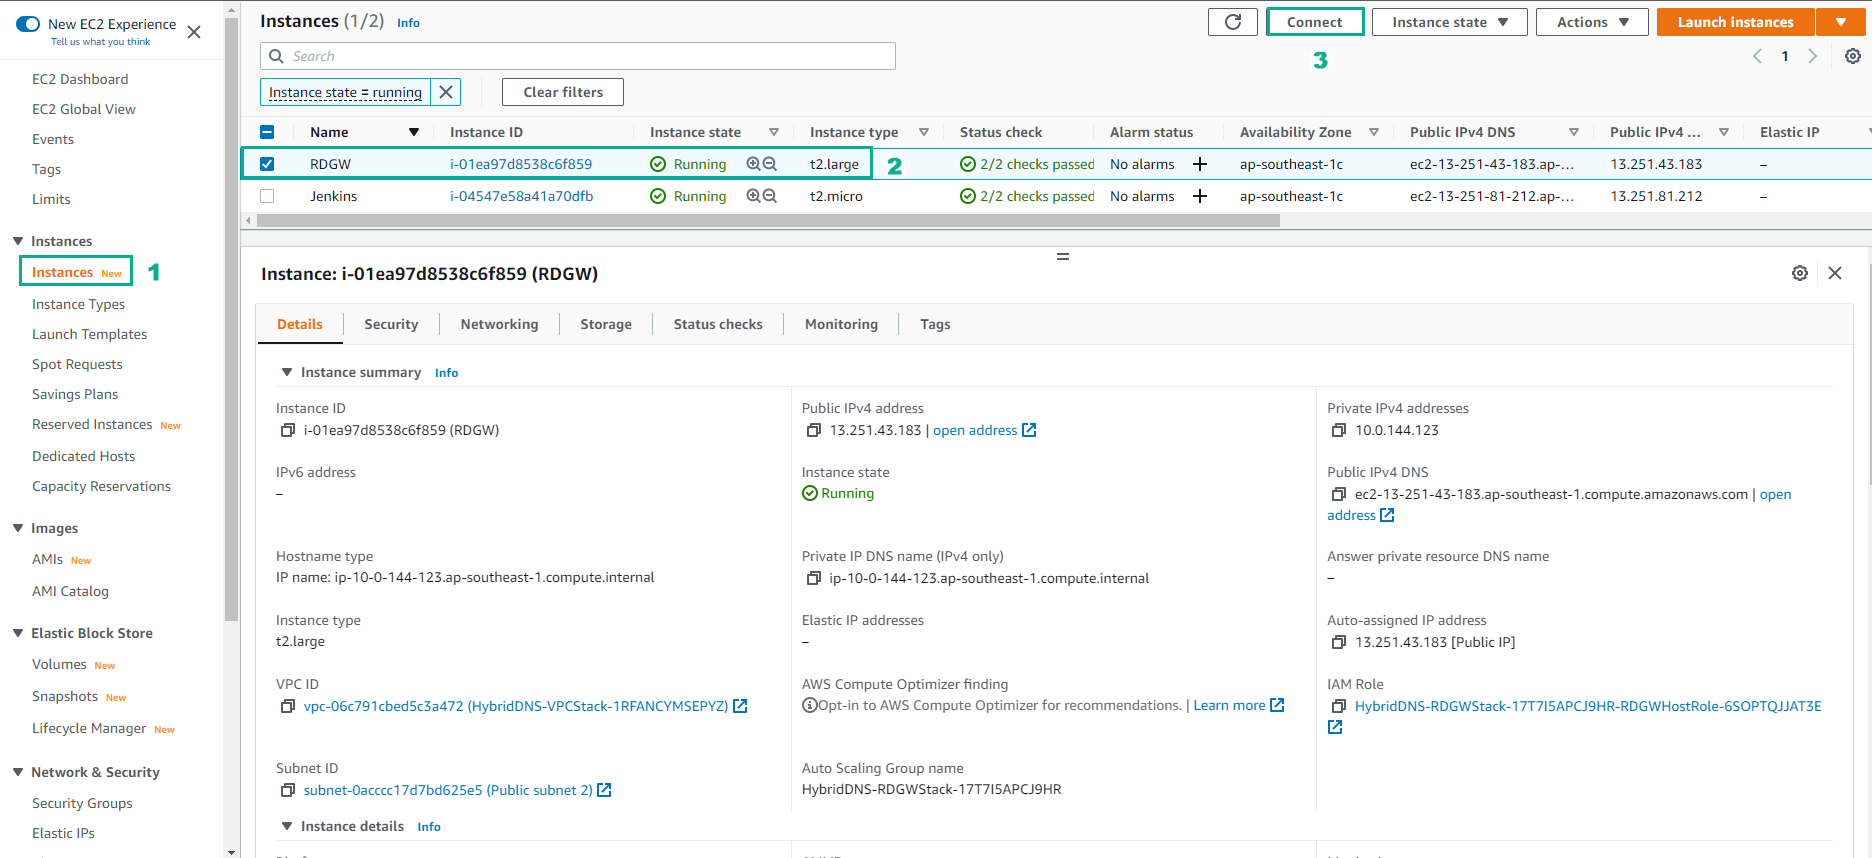 New EC2 Experience
Tell us what you think
EC2 Dashboard
EC2 Global View
Events
Tags
Limits
Instances
Instances New
1
Instance Types
Launch Templates
Spot Requests
Savings Plans
Reserved Instances New
Dedicated Hosts
Capacity Reservations
Images
AMIs New
AMI Catalog
Elastic Block Store
Volumes New
Snapshots New
Lifecycle Manager New
Network & Security
Security Groups
Elastic IPs
Instances (1/2) Info
Connect
Instance state
Actions
Launch instances
Search
3
1
Instance state = running
Clear filters
Name Instance ID Instance state Instance type Status check Alarm status Availability Zone Public IPv4 DNS Public IPv4 ... Elastic IP
RDGW i-01ea97d8538c6f859 Running t2.large 2 2/2 checks passed No alarms ap-southeast-1c ec2-13-251-43-183.ap-... 13.251.43.183 –
Jenkins i-04547e58a41a70dfb Running t2.micro 2/2 checks passed No alarms ap-southeast-1c ec2-13-251-81-212.ap-... 13.251.81.212 –
Instance: i-01ea97d8538c6f859 (RDGW)
Details Security Networking Storage Status checks Monitoring Tags
Instance summary Info
Instance ID
i-01ea97d8538c6f859 (RDGW)
Public IPv4 address
13.251.43.183 | open address
Private IPv4 addresses
10.0.144.123
IPv6 address
–
Instance state
Running
Public IPv4 DNS
ec2-13-251-43-183.ap-southeast-1.compute.amazonaws.com | open
address
Hostname type
IP name: ip-10-0-144-123.ap-southeast-1.compute.internal
Private IP DNS name (IPv4 only)
ip-10-0-144-123.ap-southeast-1.compute.internal
Answer private resource DNS name
–
Instance type
t2.large
Elastic IP addresses
–
Auto-assigned IP address
13.251.43.183 [Public IP]
VPC ID
vpc-06c791cbed5c3a472 (HybridDNS-VPCStack-1RFANCYMSEPYZ)
AWS Compute Optimizer finding
Opt-in to AWS Compute Optimizer for recommendations. | Learn more
IAM Role
HybridDNS-RDGWStack-17T7I5APCJ9HR-RDGWHostRole-6SOPTQJJAT3E
Subnet ID
subnet-0acccc17d7bd625e5 (Public subnet 2)
Auto Scaling Group name
HybridDNS-RDGWStack-17T7I5APCJ9HR
Instance details Info